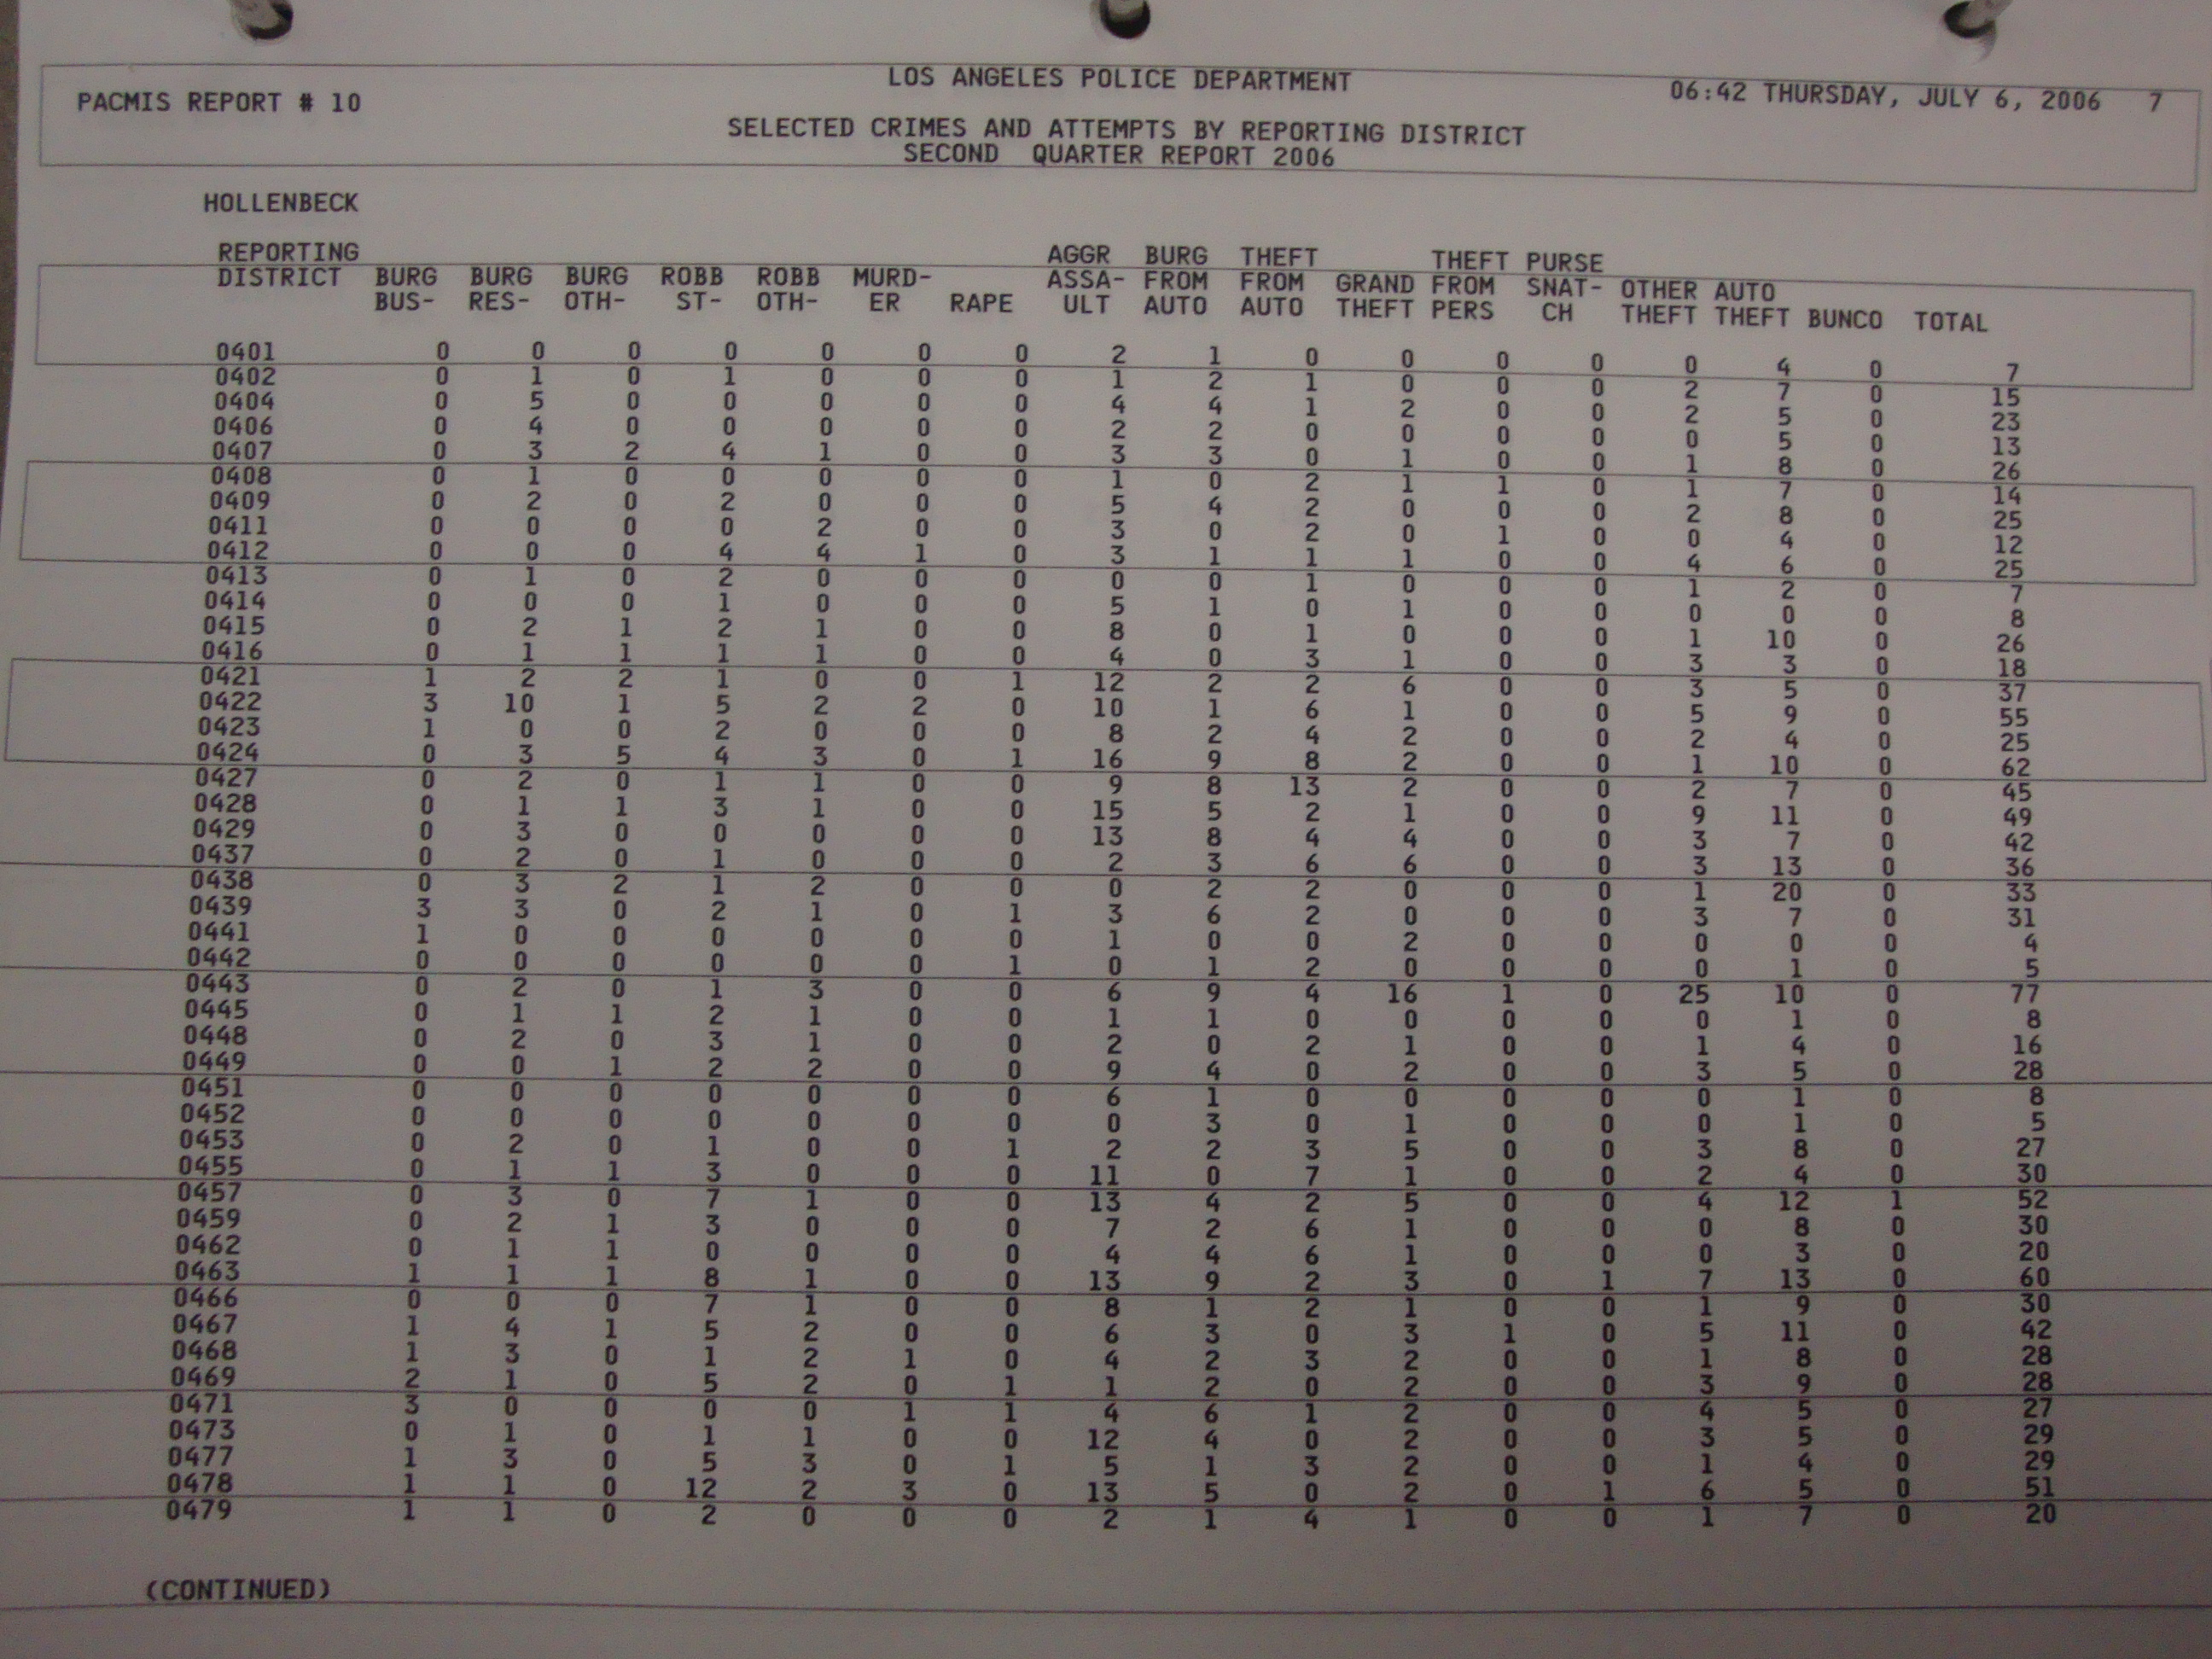 LOS ANGELES POLICE DEPARTMENT
PACMIS REPORT # 10 06:42 THURSDAY, JULY 6, 2006 7
SELECTED CRIMES AND ATTEMPTS BY REPORTING DISTRICT
SECOND QUARTER REPORT 2006
HOLLENBECK
REPORTING AGGR BURG THEFT THEFT PURSE
DISTRICT BURG BURG BURG ROBB ROBB MURD- ASSA- FROM FROM GRAND FROM SNAT- OTHER AUTO
BUS- RES- OTH- ST- OTH- ER RAPE ULT AUTO AUTO THEFT PERS CH THEFT THEFT BUNCO TOTAL
0401 0 0 0 0 0 0 0 2 1 0 0 0 0 0 4 0 7
0402 0 1 0 1 0 0 0 1 2 1 0 0 0 2 7 0 15
0404 0 5 0 0 0 0 0 4 4 1 2 0 0 2 5 0 23
0406 0 4 0 0 0 0 0 2 2 0 0 0 0 0 5 0 13
0407 0 3 2 4 1 0 0 3 3 0 1 0 0 1 8 0 26
0408 0 1 0 0 0 0 0 1 0 2 1 1 0 1 7 0 14
0409 0 2 0 2 0 0 0 5 4 2 0 0 0 2 8 0 25
0411 0 0 0 0 2 0 0 3 0 2 0 1 0 0 4 0 12
0412 0 0 0 4 4 1 0 3 1 1 1 0 0 4 6 0 25
0413 0 1 0 2 0 0 0 0 0 1 0 0 0 1 2 0 7
0414 0 0 0 1 0 0 0 5 1 0 1 0 0 0 0 0 8
0415 0 2 1 2 1 0 0 8 0 1 0 0 0 1 10 0 26
0416 0 1 1 1 1 0 0 4 0 3 1 0 0 3 3 0 18
0421 1 2 2 1 0 0 1 12 2 2 6 0 0 3 5 0 37
0422 3 10 1 5 2 2 0 10 1 6 1 0 0 5 9 0 55
0423 1 0 0 2 0 0 0 8 2 4 2 0 0 2 4 0 25
0424 0 3 5 4 3 0 1 16 9 8 2 0 0 1 10 0 62
0427 0 2 0 1 1 0 0 9 8 13 2 0 0 2 7 0 45
0428 0 1 1 3 1 0 0 15 5 2 1 0 0 9 11 0 49
0429 0 3 0 0 0 0 0 13 8 4 4 0 0 3 7 0 42
0437 0 2 0 1 0 0 0 2 3 6 6 0 0 3 13 0 36
0438 0 3 2 1 2 0 0 0 2 2 0 0 0 1 20 0 33
0439 3 3 0 2 1 0 1 3 6 2 0 0 0 3 7 0 31
0441 1 0 0 0 0 0 0 1 0 0 2 0 0 0 0 0 4
0442 0 0 0 0 0 0 1 0 1 2 0 0 0 0 1 0 5
0443 0 2 0 1 3 0 0 6 9 4 16 1 0 25 10 0 77
0445 0 1 1 2 1 0 0 1 1 0 0 0 0 0 1 0 8
0448 0 2 0 3 1 0 0 2 0 2 1 0 0 1 4 0 16
0449 0 0 1 2 2 0 0 9 4 0 2 0 0 3 5 0 28
0451 0 0 0 0 0 0 0 6 1 0 0 0 0 0 1 0 8
0452 0 0 0 0 0 0 0 0 3 0 1 0 0 0 1 0 5
0453 0 2 0 1 0 0 1 2 2 3 5 0 0 3 8 0 27
0455 0 1 1 3 0 0 0 11 0 7 1 0 0 2 4 0 30
0457 0 3 0 7 1 0 0 13 4 2 5 0 0 4 12 1 52
0459 0 2 1 3 0 0 0 7 2 6 1 0 0 0 8 0 30
0462 0 1 1 0 0 0 0 4 4 6 1 0 0 0 3 0 20
0463 1 1 1 8 1 0 0 13 9 2 3 0 1 7 13 0 60
0466 0 0 0 7 1 0 0 8 1 2 1 0 0 1 9 0 30
0467 1 4 1 5 2 0 0 6 3 0 3 1 0 5 11 0 42
0468 1 3 0 1 2 1 0 4 2 3 2 0 0 1 8 0 28
0469 2 1 0 5 2 0 1 1 2 0 2 0 0 3 9 0 28
0471 3 0 0 0 0 1 1 4 6 1 2 0 0 4 5 0 27
0473 0 1 0 1 1 0 0 12 4 0 2 0 0 3 5 0 29
0477 1 3 0 5 3 0 1 5 1 3 2 0 0 1 4 0 29
0478 1 1 0 12 2 3 0 13 5 0 2 0 1 6 5 0 51
0479 1 1 0 2 0 0 0 2 1 4 1 0 0 1 7 0 20
(CONTINUED)